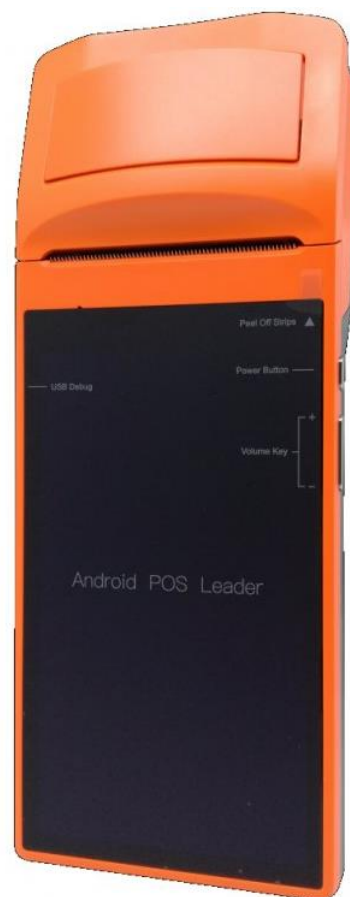 Peel Off Strips ▲
Power Button
USB Debug
+
Volume Key
-
Android POS Leader